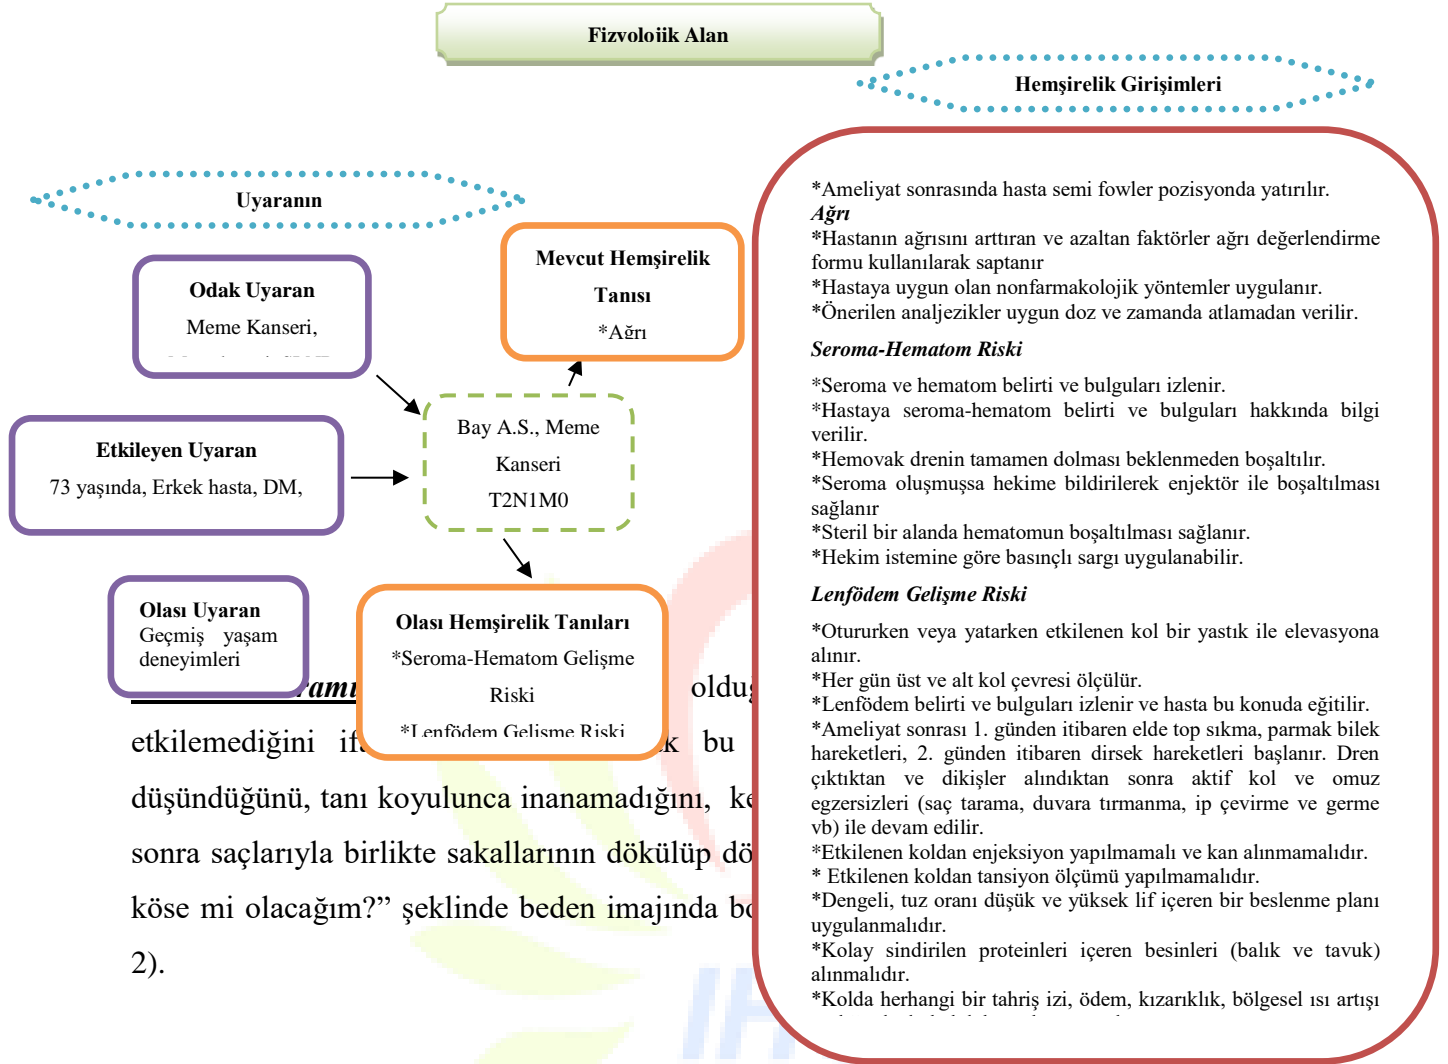 Fizyolojik Alan
Hemşirelik Girişimleri
Uyaranın
Odak Uyaran
Meme Kanseri,
Etkileyen Uyaran
73 yaşında, Erkek hasta, DM,
Olası Uyaran
Geçmiş yaşam
deneyimleri
Mevcut Hemşirelik
Tanısı
*Ağrı
Bay A.S., Meme
Kanseri
T2N1M0
Olası Hemşirelik Tanıları
*Seroma-Hematom Gelişme
Riski
*Lenfödem Gelişme Riski
*Ameliyat sonrasında hasta semi fowler pozisyonda yatırılır.
Ağrı
*Hastanın ağrısını arttıran ve azaltan faktörler ağrı değerlendirme
formu kullanılarak saptanır
*Hastaya uygun olan nonfarmakolojik yöntemler uygulanır.
*Önerilen analjezikler uygun doz ve zamanda atlamadan verilir.
Seroma-Hematom Riski
*Seroma ve hematom belirti ve bulguları izlenir.
*Hastaya seroma-hematom belirti ve bulguları hakkında bilgi
verilir.
*Hemovak drenin tamamen dolması beklenmeden boşaltılır.
*Seroma oluşmuşsa hekime bildirilerek enjektör ile boşaltılması
sağlanır
*Steril bir alanda hematomun boşaltılması sağlanır.
*Hekim istemine göre basınçlı sargı uygulanabilir.
Lenfödem Gelişme Riski
*Otururken veya yatarken etkilenen kol bir yastık ile elevasyona
alınır.
*Her gün üst ve alt kol çevresi ölçülür.
*Lenfödem belirti ve bulguları izlenir ve hasta bu konuda eğitilir.
*Ameliyat sonrası 1. günden itibaren elde top sıkma, parmak bilek
hareketleri, 2. günden itibaren dirsek hareketleri başlanır. Dren
çıktıktan ve dikişler alındıktan sonra aktif kol ve omuz
egzersizleri (saç tarama, duvara tırmanma, ip çevirme ve germe
vb) ile devam edilir.
*Etkilenen koldan enjeksiyon yapılmamalı ve kan alınmamalıdır.
* Etkilenen koldan tansiyon ölçümü yapılmamalıdır.
*Dengeli, tuz oranı düşük ve yüksek lif içeren bir beslenme planı
uygulanmalıdır.
*Kolay sindirilen proteinleri içeren besinleri (balık ve tavuk)
alınmalıdır.
*Kolda herhangi bir tahriş izi, ödem, kızarıklık, bölgesel ısı artışı
ramı olduğ
etkilemediğini ifa k bu
düşündüğünü, tanı koyulunca inanamadığını, ke
sonra saçlarıyla birlikte sakallarının dökülüp dö
köse mi olacağım?” şeklinde beden imajında bo
2).